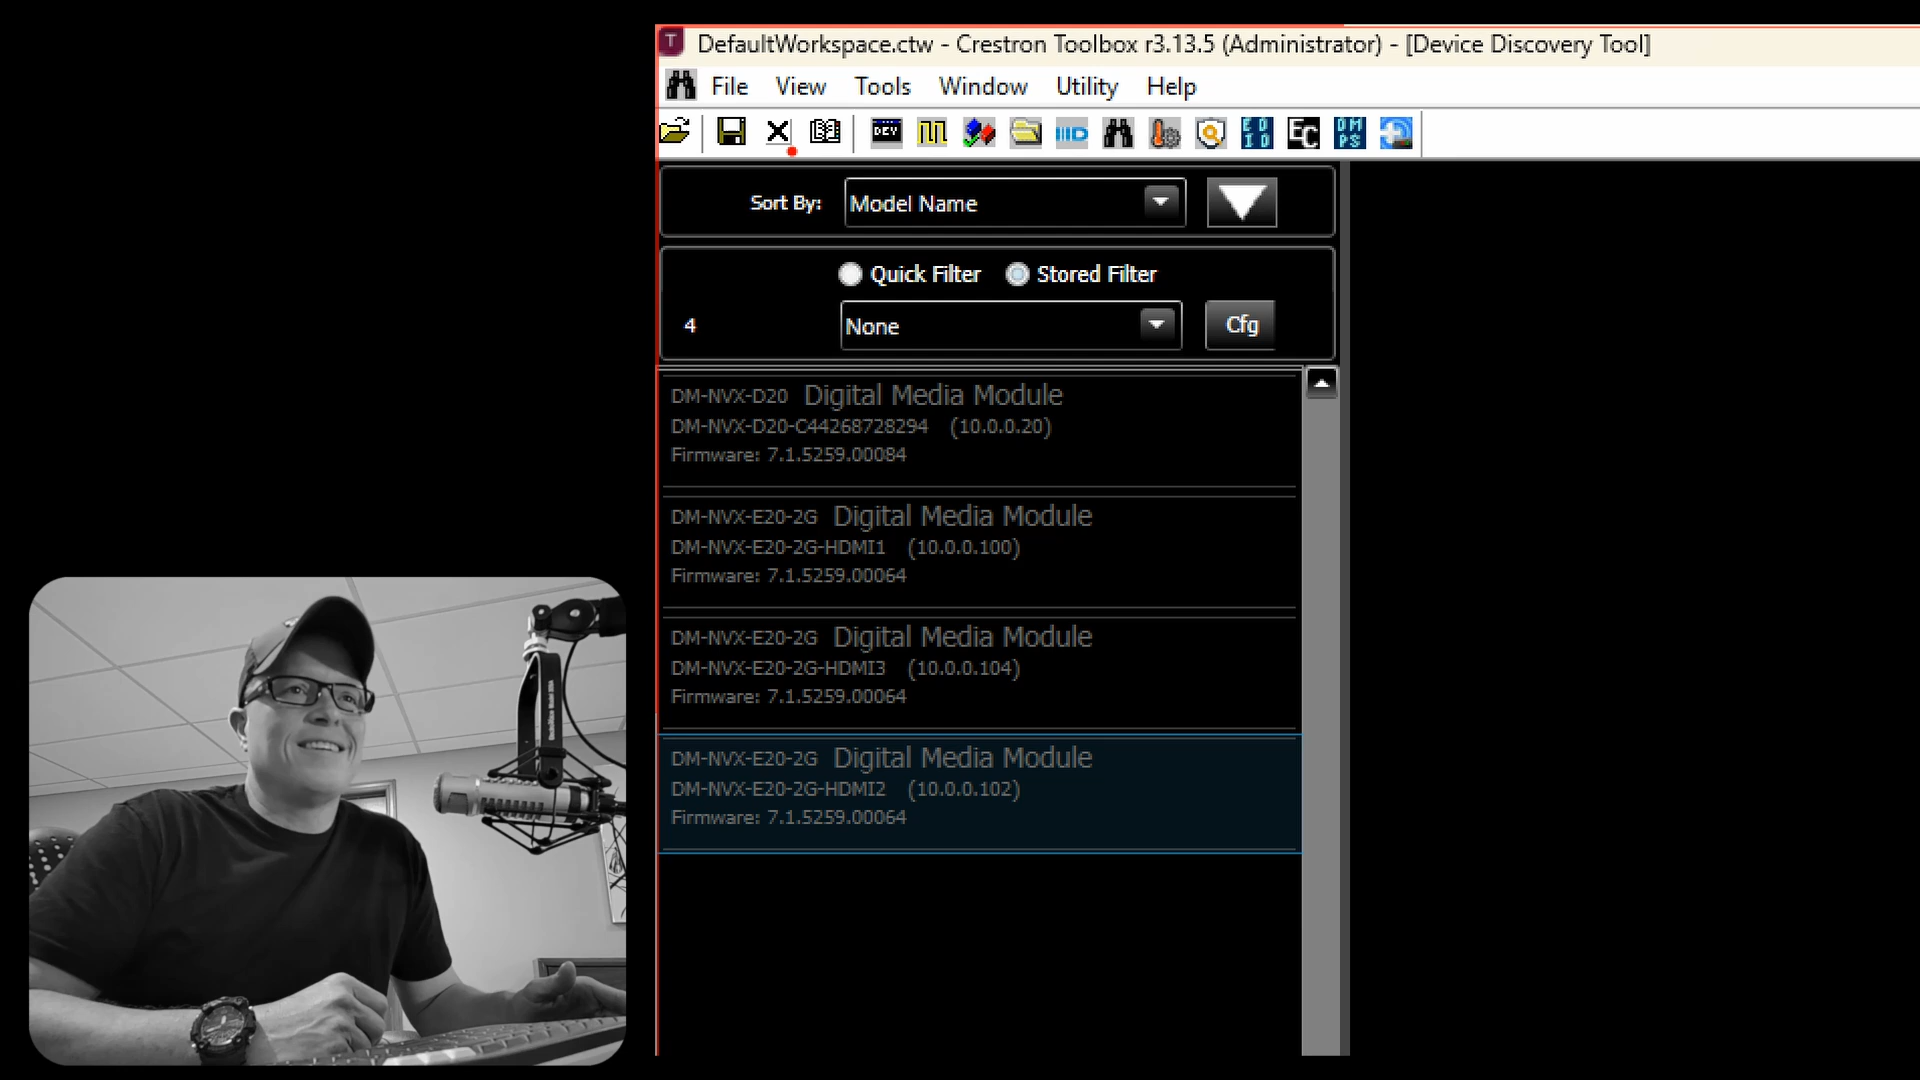 DefaultWorkspace.ctw - Crestron Toolbox r3.13.5 (Administrator) - [Device Discovery Tool]
File View Tools Window Utility Help
DEV IIID EDID EC DMPS
Sort By: Model Name
Quick Filter Stored Filter
4 None Cfg
DM-NVX-D20 Digital Media Module
DM-NVX-D20-C44268728294 (10.0.0.20)
Firmware: 7.1.5259.00084
DM-NVX-E20-2G Digital Media Module
DM-NVX-E20-2G-HDMI1 (10.0.0.100)
Firmware: 7.1.5259.00064
DM-NVX-E20-2G Digital Media Module
DM-NVX-E20-2G-HDMI3 (10.0.0.104)
Firmware: 7.1.5259.00064
DM-NVX-E20-2G Digital Media Module
DM-NVX-E20-2G-HDMI2 (10.0.0.102)
Firmware: 7.1.5259.00064